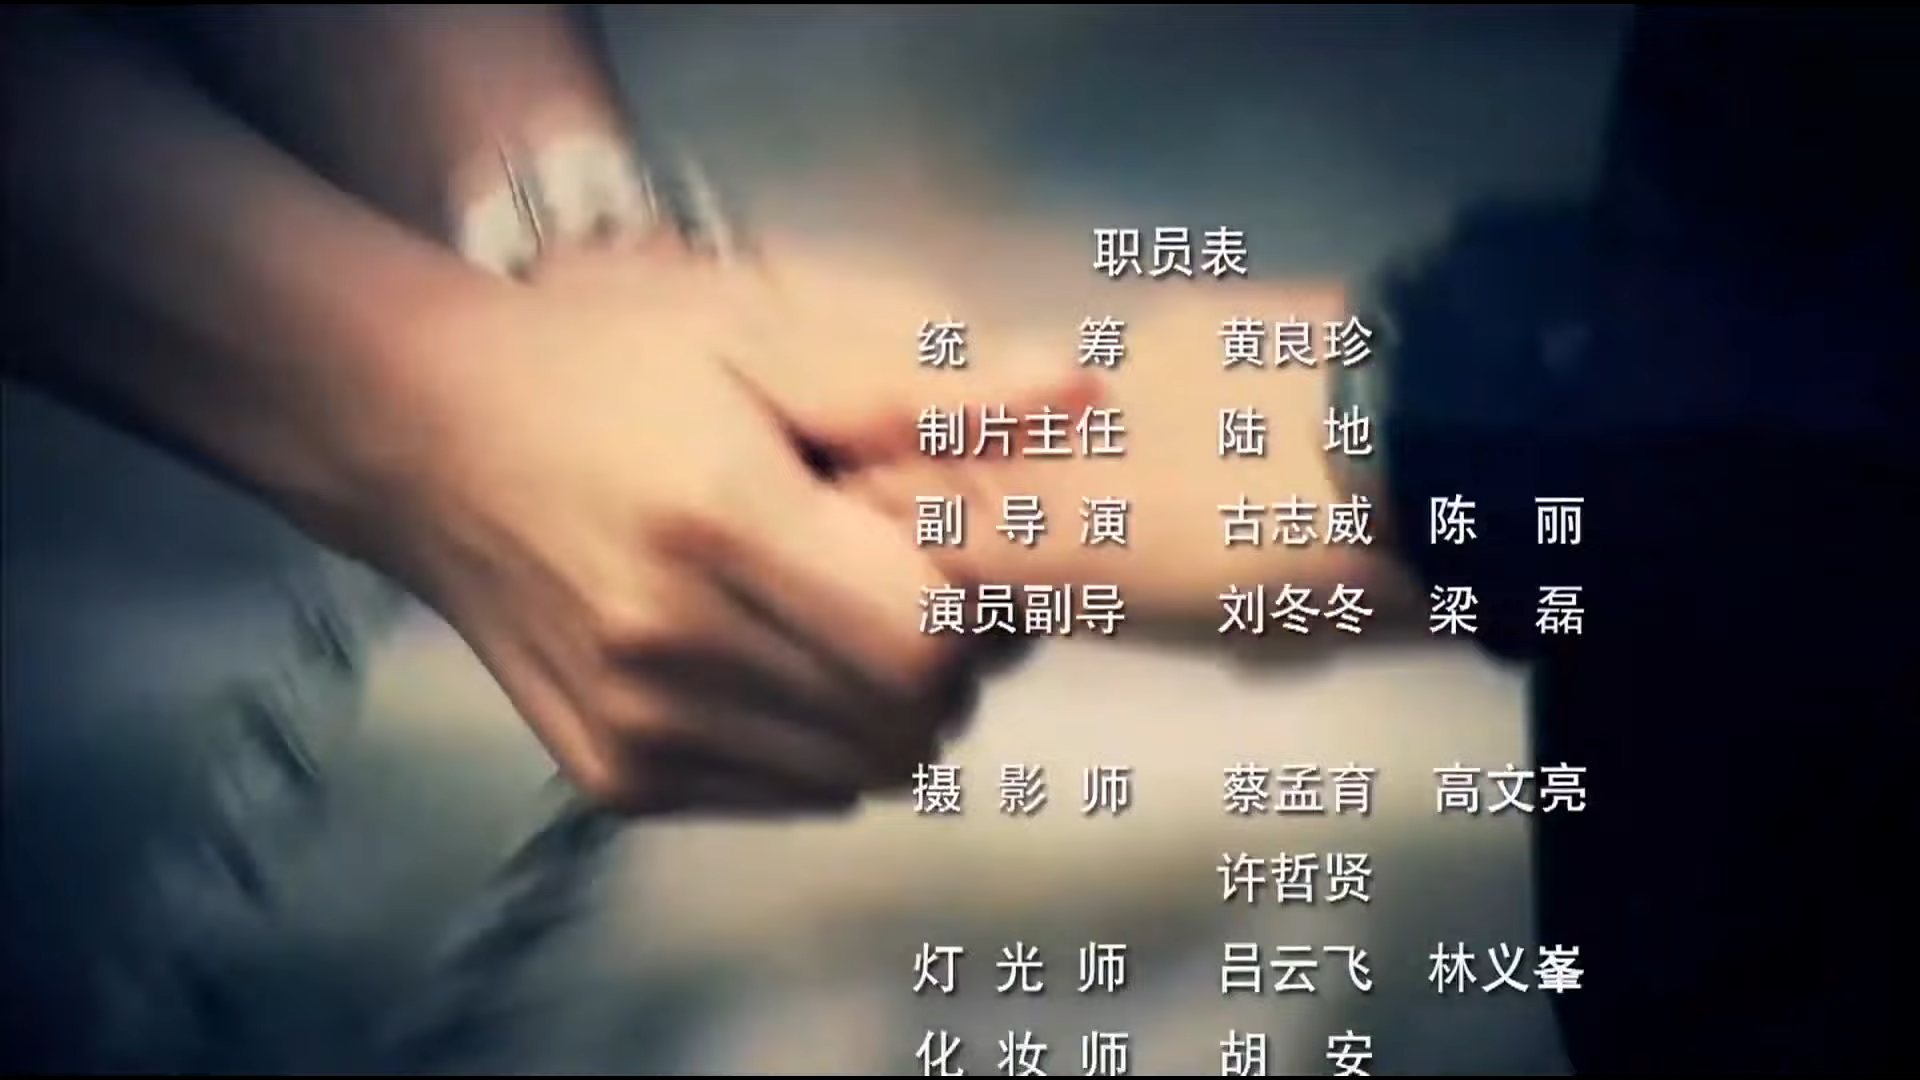 职员表
统 筹 黄良珍
制片主任 陆 地
副 导 演 古志威 陈 丽
演员副导 刘冬冬 梁 磊
摄 影 师 蔡孟育 高文亮
许哲贤
灯 光 师 吕云飞 林义峯
化 妆 师 胡 安